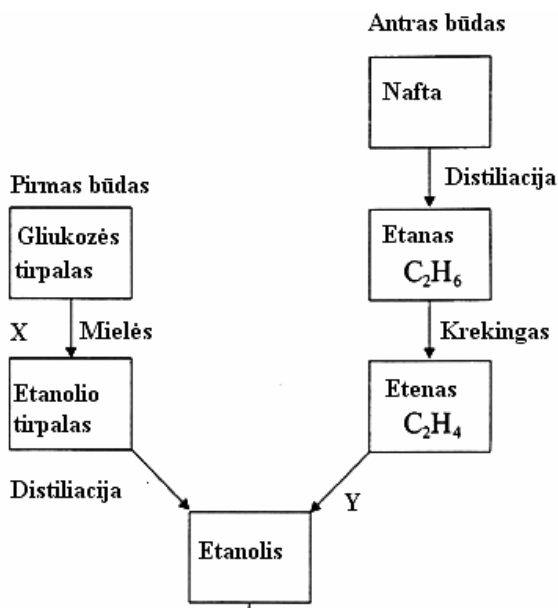 Antras būdas
Nafta
Distiliacija
Pirmas būdas
Gliukozės
tirpalas
Etanas
C₂H₆
X
Mielės
Krekingas
Etanolio
tirpalas
Etenas
C₂H₄
Distiliacija
Y
Etanolis